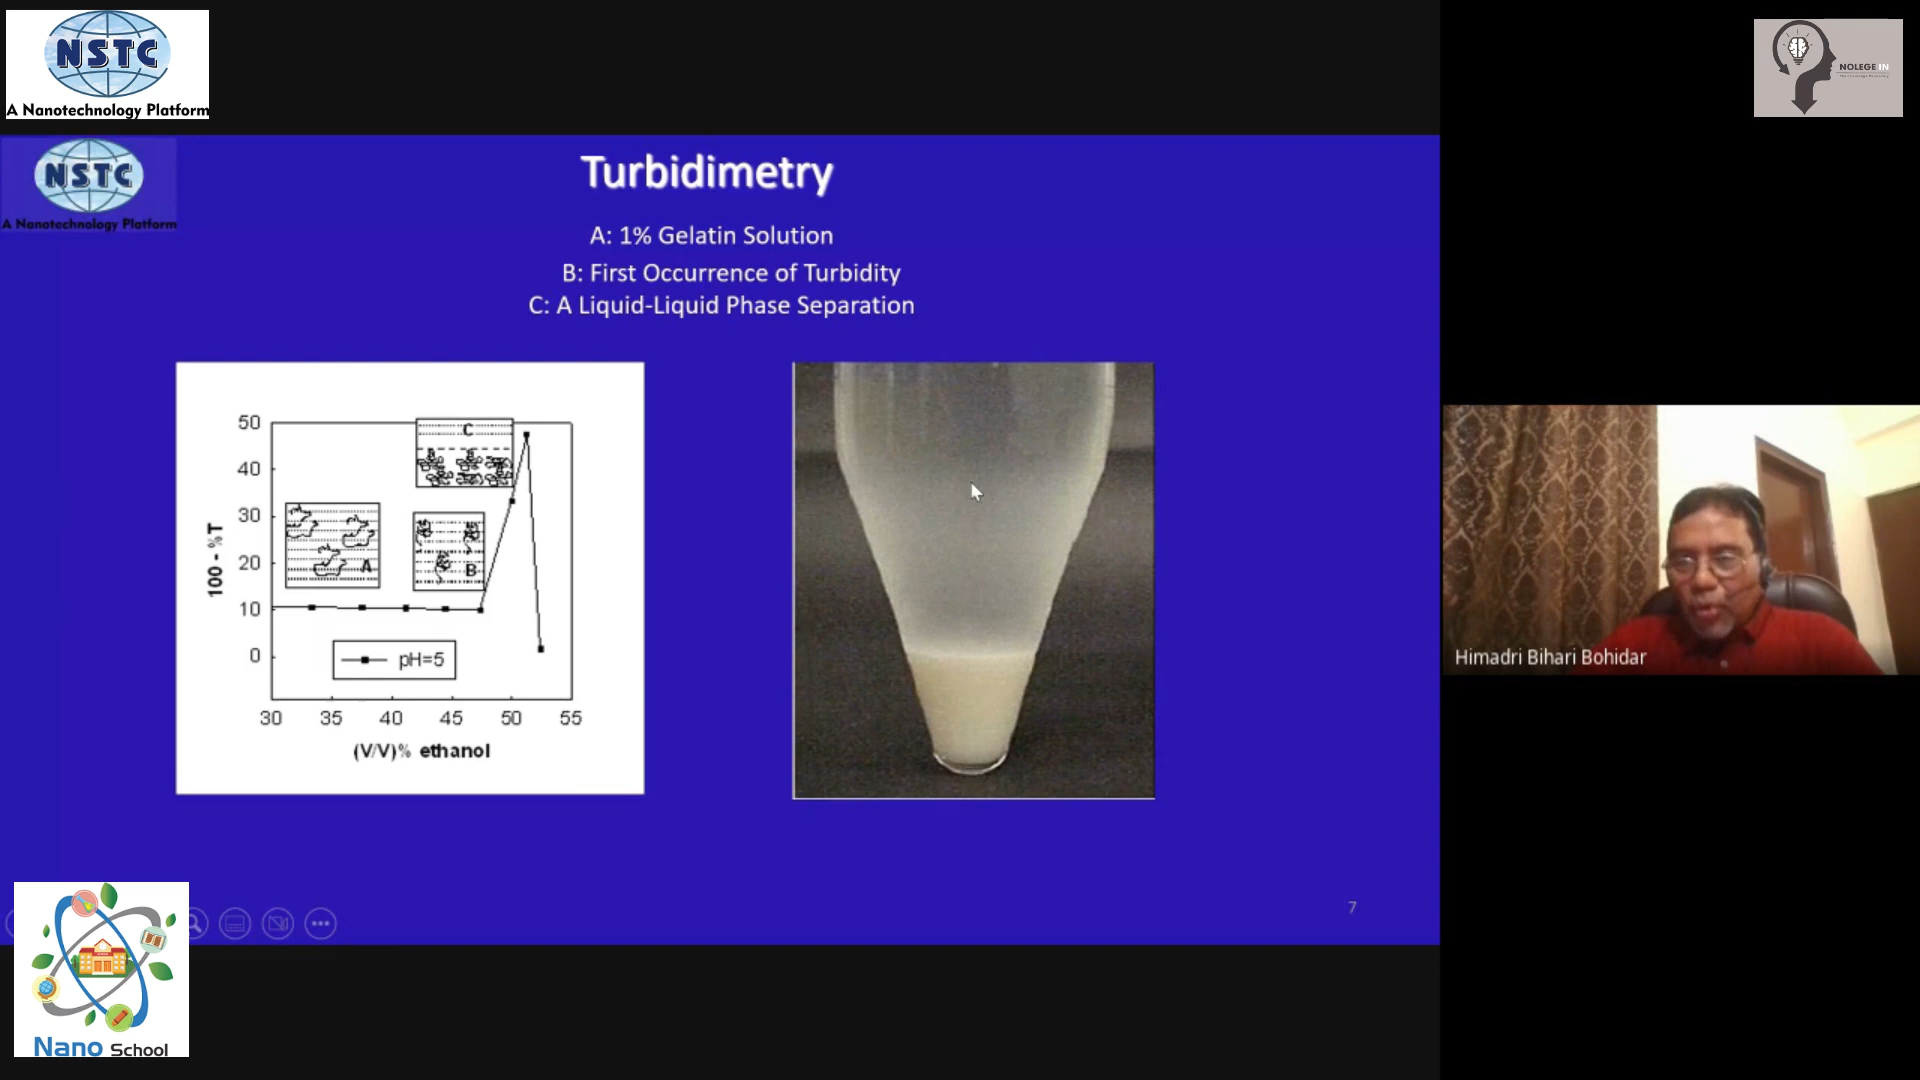 NSTC
A Nanotechnology Platform
NOLEGE IN
NSTC
A Nanotechnology Platform
Turbidimetry
A: 1% Gelatin Solution
B: First Occurrence of Turbidity
C: A Liquid-Liquid Phase Separation
50
40
30
20
10
0
100 - %T
C
A
B
pH=5
30 35 40 45 50 55
(V/V)% ethanol
Himadri Bihari Bohidar
7
Nano School